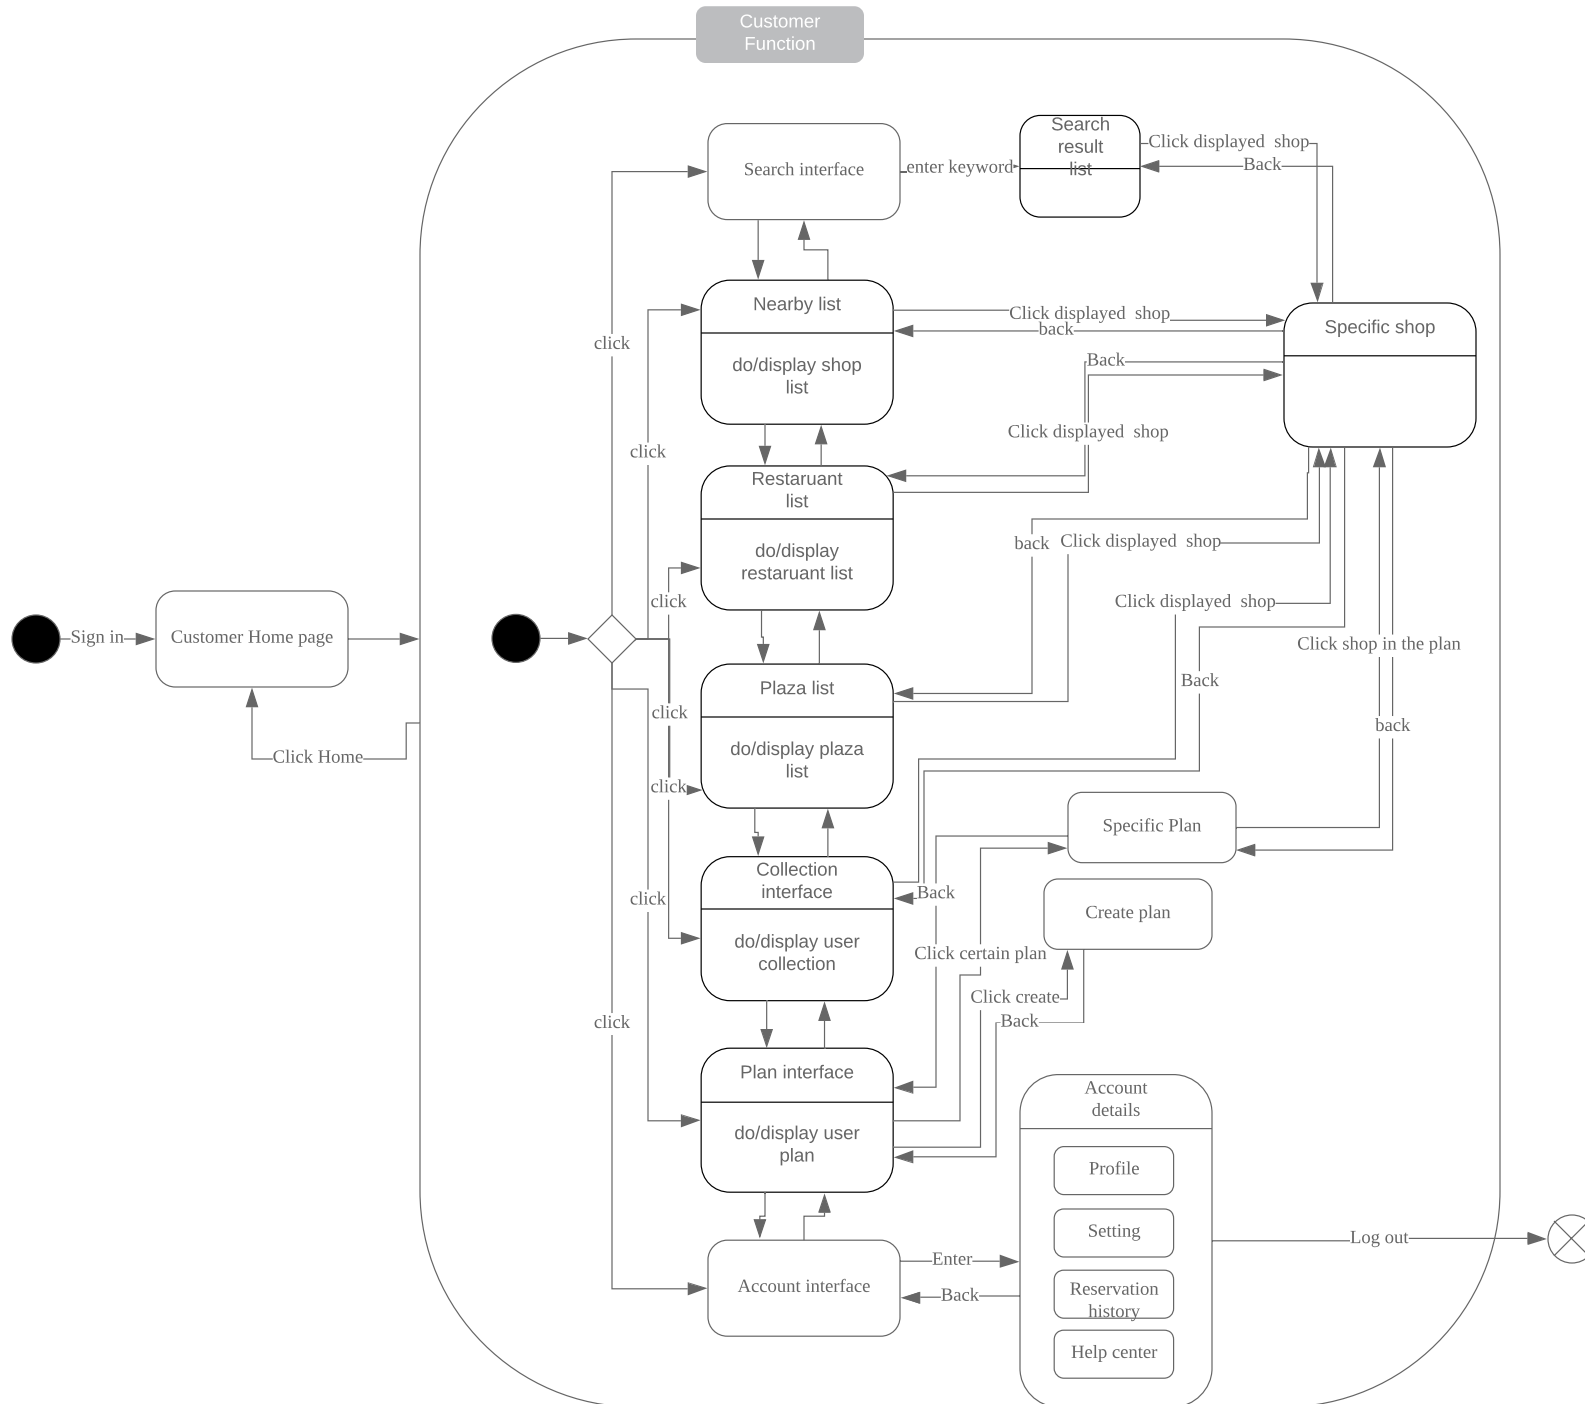 Customer
Function
Search interface
enter keyword
Search
result
list
Click displayed  shop
Back
click
Nearby list
do/display shop
list
Click displayed  shop
back
Specific shop
Back
Click displayed  shop
click
Restaruant
list
do/display
restaruant list
back
Click displayed  shop
click
Click displayed  shop
Sign in
Customer Home page
Click shop in the plan
Back
click
Plaza list
do/display plaza
list
back
Click Home
click
Specific Plan
Collection
interface
do/display user
collection
Back
click
Create plan
Click certain plan
Click create
Back
click
Plan interface
do/display user
plan
Account
details
Profile
Setting
Reservation
history
Help center
Log out
Enter
Account interface
Back